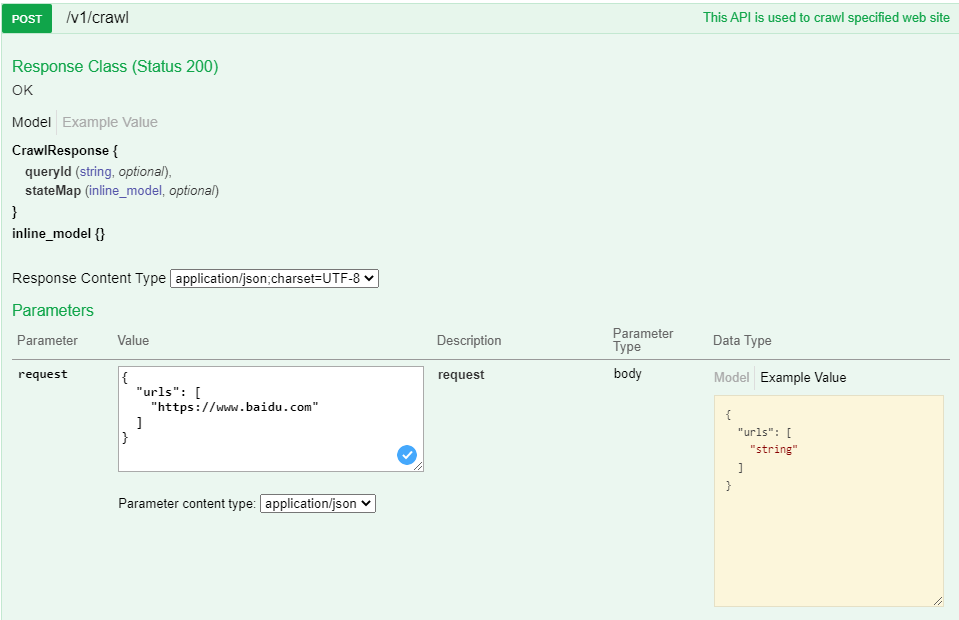 POST /v1/crawl This API is used to crawl specified web site
Response Class (Status 200)
OK
Model Example Value
CrawlResponse {
queryId (string, optional),
stateMap (inline_model, optional)
}
inline_model {}
Response Content Type application/json;charset=UTF-8
Parameters
Parameter Value Description Parameter Type Data Type
request
{
"urls": [
"https://www.baidu.com"
]
}
Parameter content type: application/json
request
body
Model Example Value
{
"urls": [
"string"
]
}